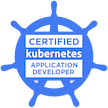 CERTIFIED
kubernetes
APPLICATION
DEVELOPER